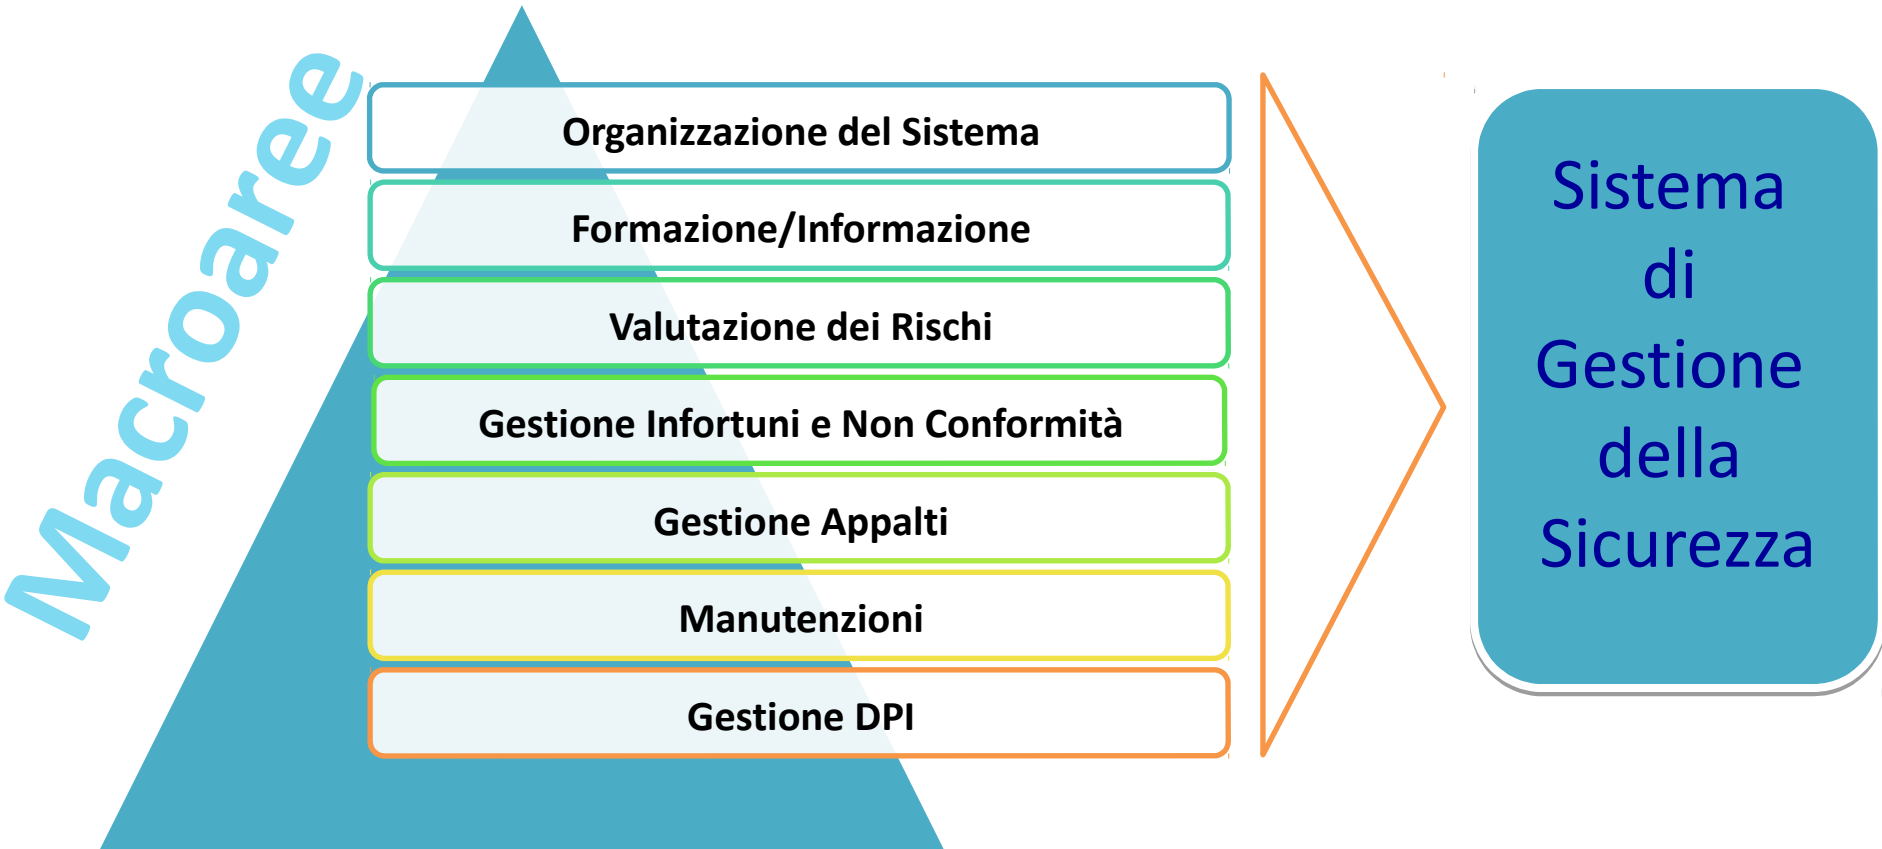 Macroaree
Organizzazione del Sistema
Formazione/Informazione
Valutazione dei Rischi
Gestione Infortuni e Non Conformità
Gestione Appalti
Manutenzioni
Gestione DPI
Sistema
di
Gestione
della
Sicurezza